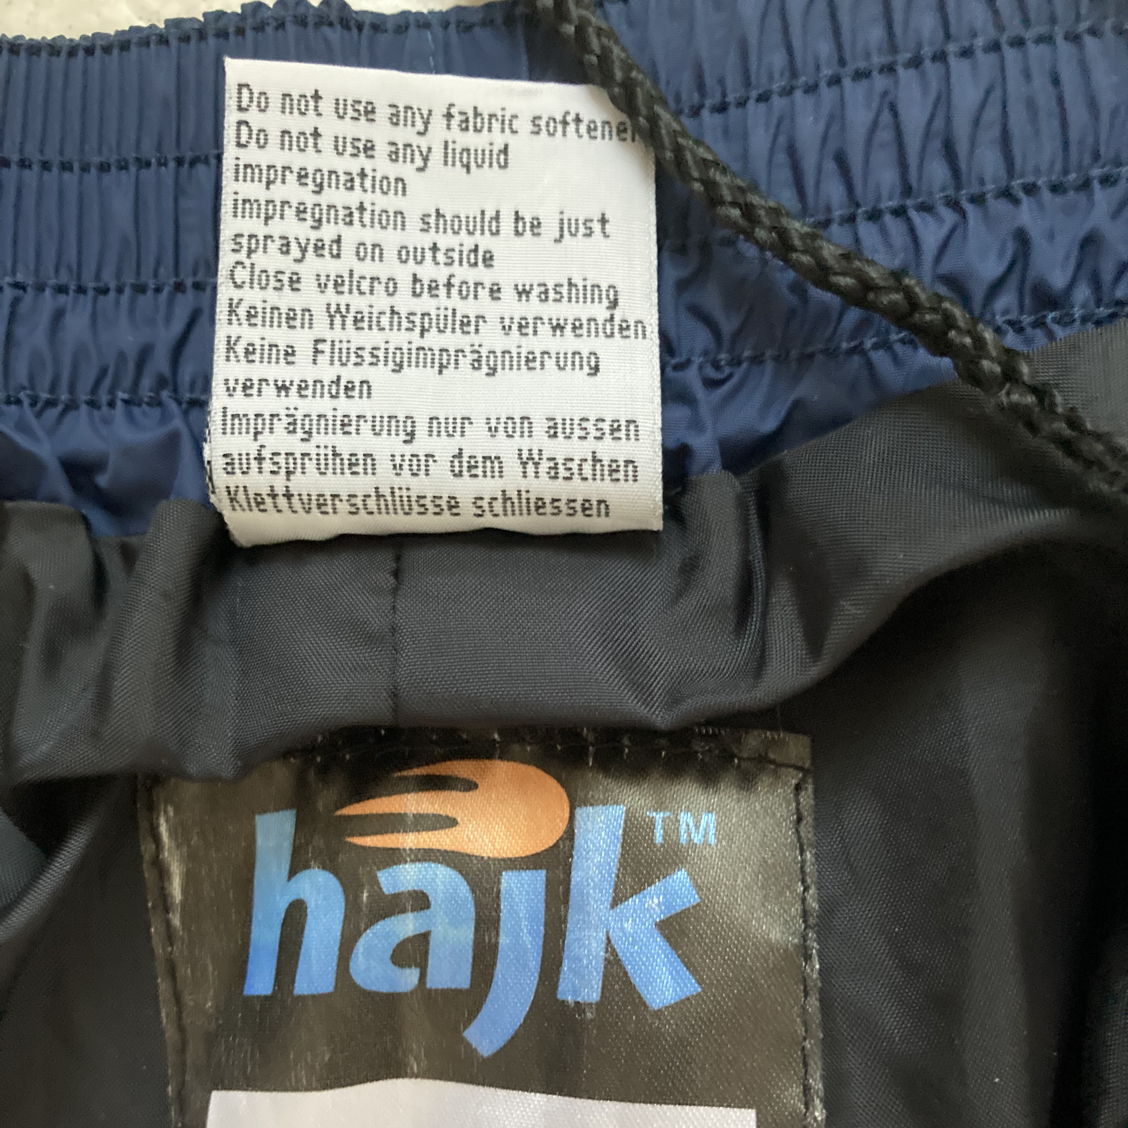 Do not use any fabric softener
Do not use any liquid
impregnation
impregnation should be just
sprayed on outside
Close velcro before washing
Keinen Weichspüler verwenden
Keine Flüssigimprägnierung
verwenden
Imprägnierung nur von aussen
aufsprühen vor dem Waschen
Klettverschlüsse schliessen
hajk TM